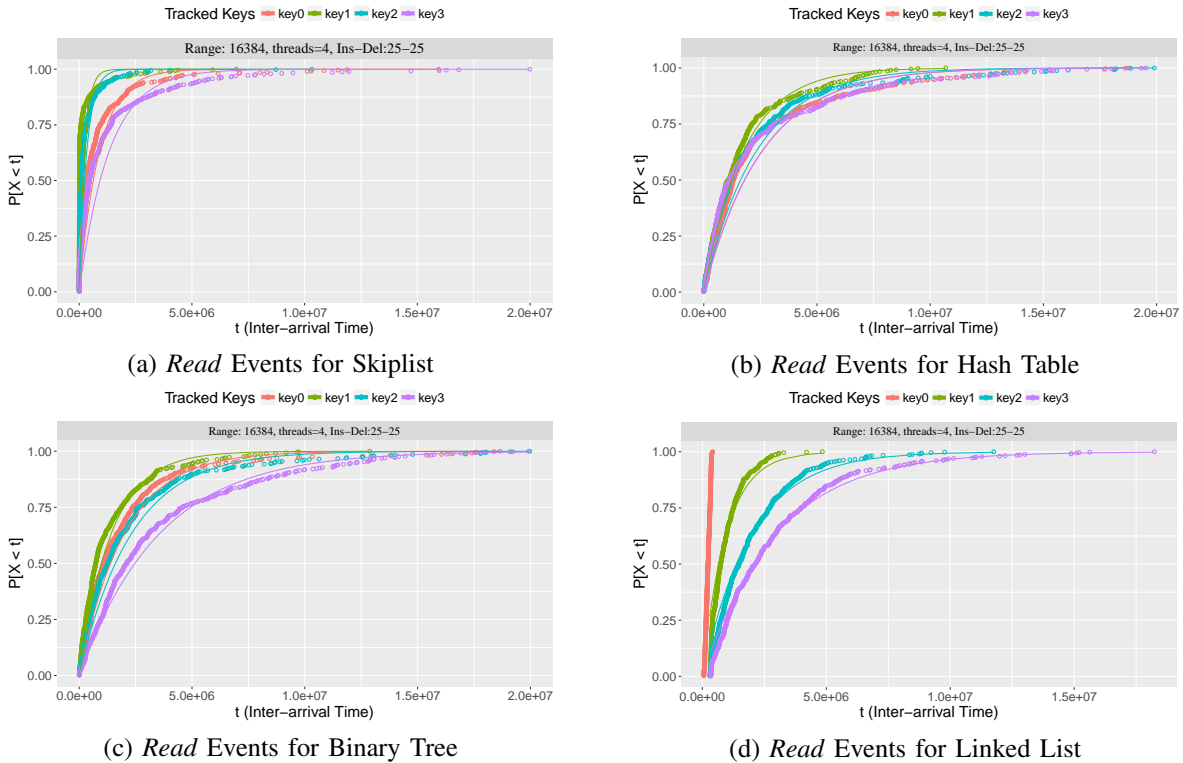 Tracked Keys key0 key1 key2 key3
Range: 16384, threads=4, Ins−Del:25−25
1.00
0.75
0.50
0.25
0.00
P[X < t]
0.0e+00 5.0e+06 1.0e+07 1.5e+07 2.0e+07
t (Inter−arrival Time)
(a) Read Events for Skiplist
Tracked Keys key0 key1 key2 key3
Range: 16384, threads=4, Ins−Del:25−25
1.00
0.75
0.50
0.25
0.00
P[X < t]
0.0e+00 5.0e+06 1.0e+07 1.5e+07 2.0e+07
t (Inter−arrival Time)
(b) Read Events for Hash Table
Tracked Keys key0 key1 key2 key3
Range: 16384, threads=4, Ins−Del:25−25
1.00
0.75
0.50
0.25
0.00
P[X < t]
0.0e+00 5.0e+06 1.0e+07 1.5e+07 2.0e+07
t (Inter−arrival Time)
(c) Read Events for Binary Tree
Tracked Keys key0 key1 key2 key3
Range: 16384, threads=4, Ins−Del:25−25
1.00
0.75
0.50
0.25
0.00
P[X < t]
0.0e+00 5.0e+06 1.0e+07 1.5e+07
t (Inter−arrival Time)
(d) Read Events for Linked List